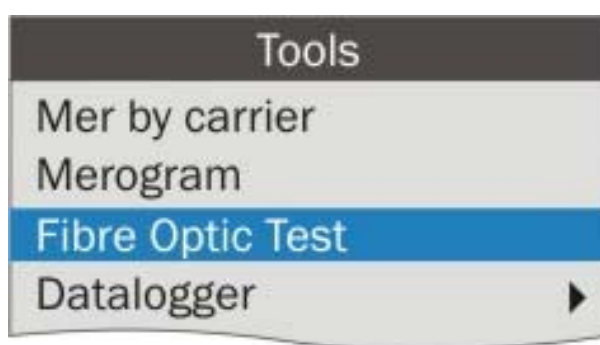 Tools
Mer by carrier
Merogram
Fibre Optic Test
Datalogger